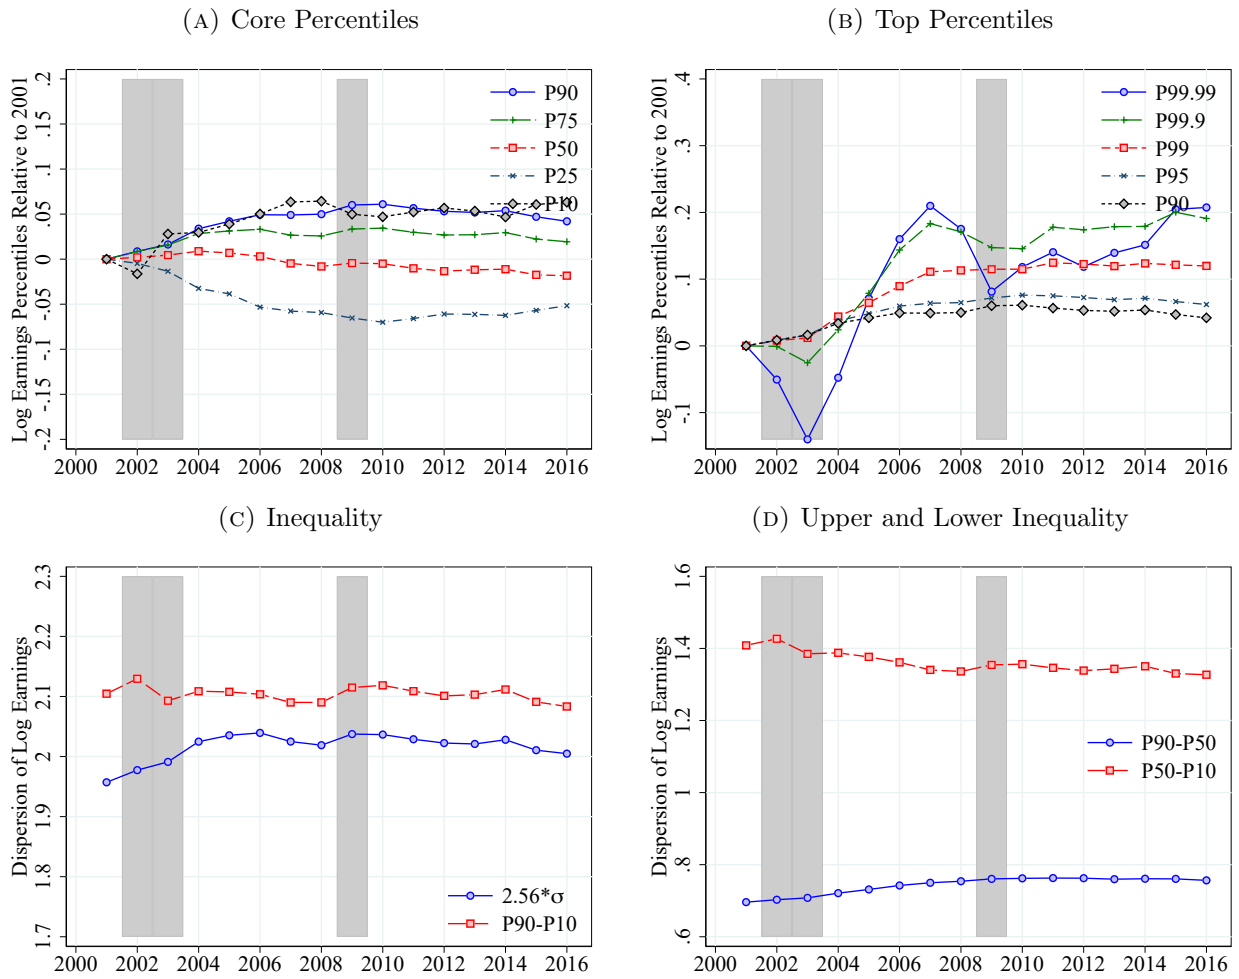 (A) Core Percentiles
Log Earnings Percentiles Relative to 2001
.2
.15
.1
.05
0
-.05
-.1
-.15
-.2
P90
P75
P50
P25
P10
2000 2002 2004 2006 2008 2010 2012 2014 2016
(B) Top Percentiles
Log Earnings Percentiles Relative to 2001
.4
.3
.2
.1
0
-.1
P99.99
P99.9
P99
P95
P90
2000 2002 2004 2006 2008 2010 2012 2014 2016
(C) Inequality
Dispersion of Log Earnings
2.3
2.2
2.1
2
1.9
1.8
1.7
2.56*σ
P90-P10
2000 2002 2004 2006 2008 2010 2012 2014 2016
(D) Upper and Lower Inequality
Dispersion of Log Earnings
1.6
1.4
1.2
1
.8
.6
P90-P50
P50-P10
2000 2002 2004 2006 2008 2010 2012 2014 2016